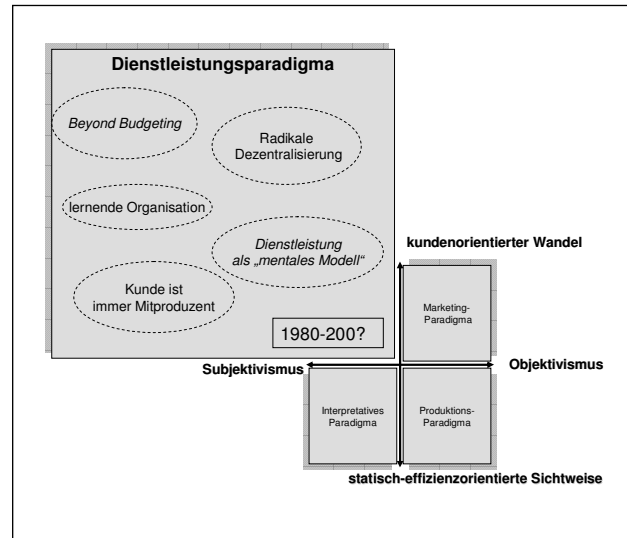 Dienstleistungsparadigma
Beyond Budgeting
Radikale
Dezentralisierung
lernende Organisation
Dienstleistung
als „mentales Modell“
Kunde ist
immer Mitproduzent
1980-200?
kundenorientierter Wandel
Marketing-
Paradigma
Subjektivismus
Objektivismus
Interpretatives
Paradigma
Produktions-
Paradigma
statisch-effizienzorientierte Sichtweise